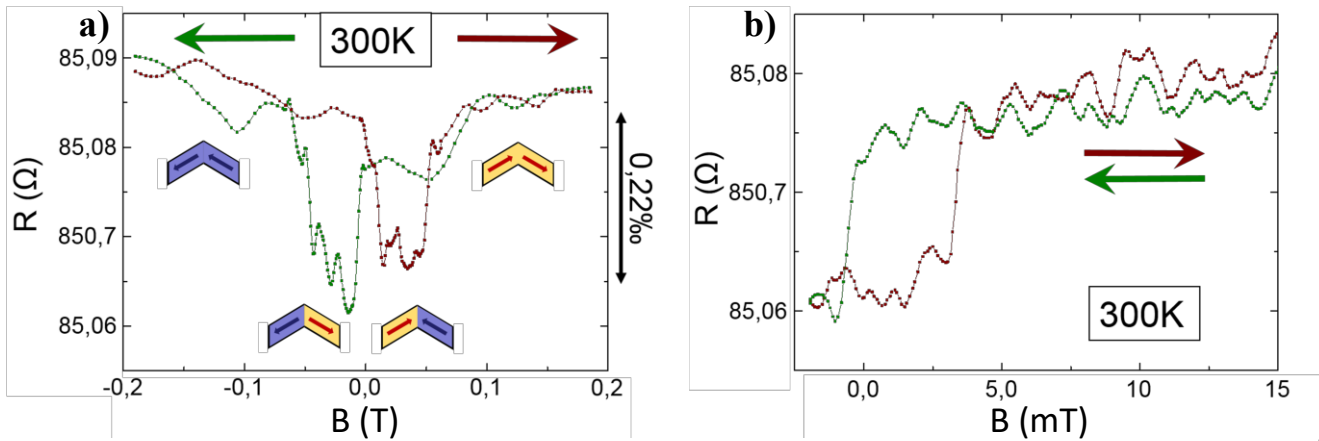 a)
300K
85,09
85,08
850,7
85,06
R (Ω)
0,22‰
-0,2
-0,1
0,0
0,1
0,2
B (T)
b)
85,08
850,7
85,06
R (Ω)
300K
0,0
5,0
10
15
B (mT)